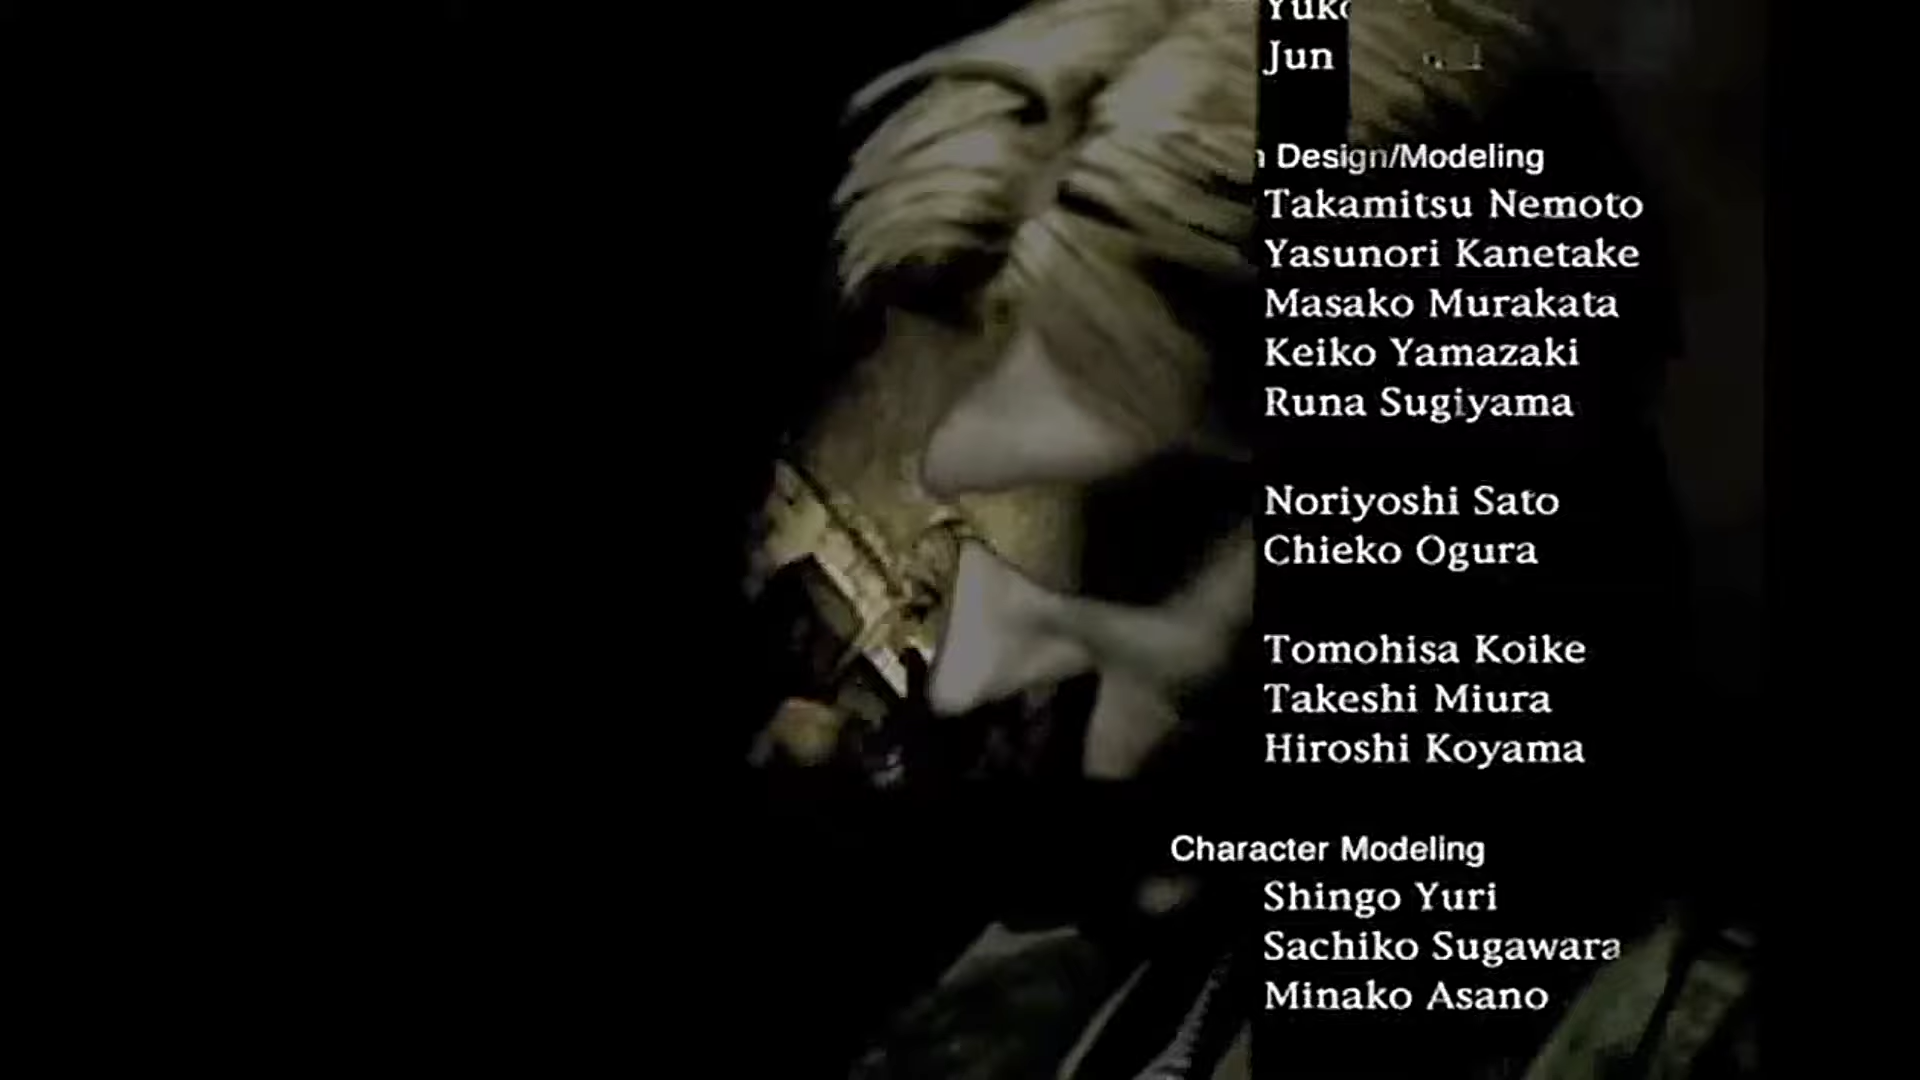 Jun
Design/Modeling
Takamitsu Nemoto
Yasunori Kanetake
Masako Murakata
Keiko Yamazaki
Runa Sugiyama
Noriyoshi Sato
Chieko Ogura
Tomohisa Koike
Takeshi Miura
Hiroshi Koyama
Character Modeling
Shingo Yuri
Sachiko Sugawara
Minako Asano